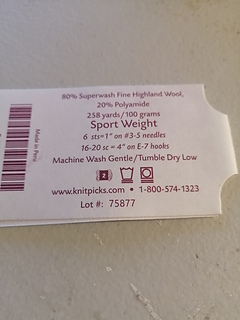 80% Superwash Fine Highland Wool,
20% Polyamide
258 yards/100 grams
Sport Weight
6 sts=1" on #3-5 needles
16-20 sc = 4" on E-7 hooks
Machine Wash Gentle/Tumble Dry Low
2
www.knitpicks.com • 1-800-574-1323
Lot #: 75877
Made in Peru